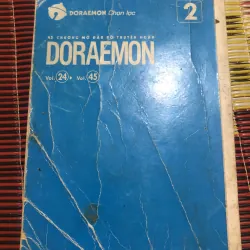 DORAEMON Chọn lọc
2
DORAEMON
Vol. 24 + Vol. 45